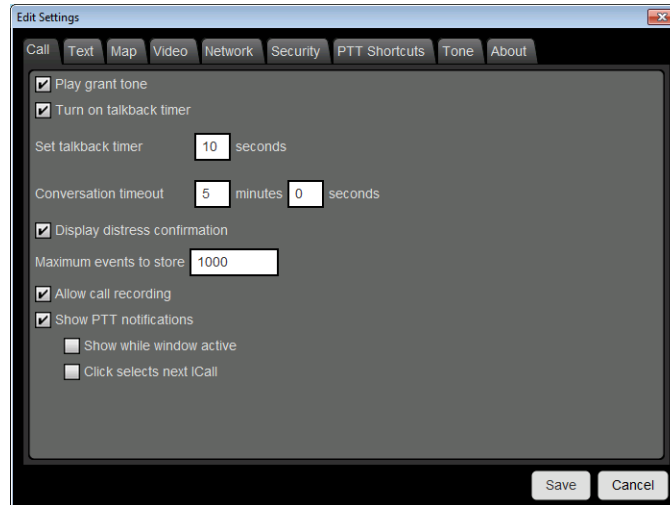 Edit Settings
Call Text Map Video Network Security PTT Shortcuts Tone About
Play grant tone
Turn on talkback timer
Set talkback timer 10 seconds
Conversation timeout 5 minutes 0 seconds
Display distress confirmation
Maximum events to store 1000
Allow call recording
Show PTT notifications
Show while window active
Click selects next ICall
Save Cancel